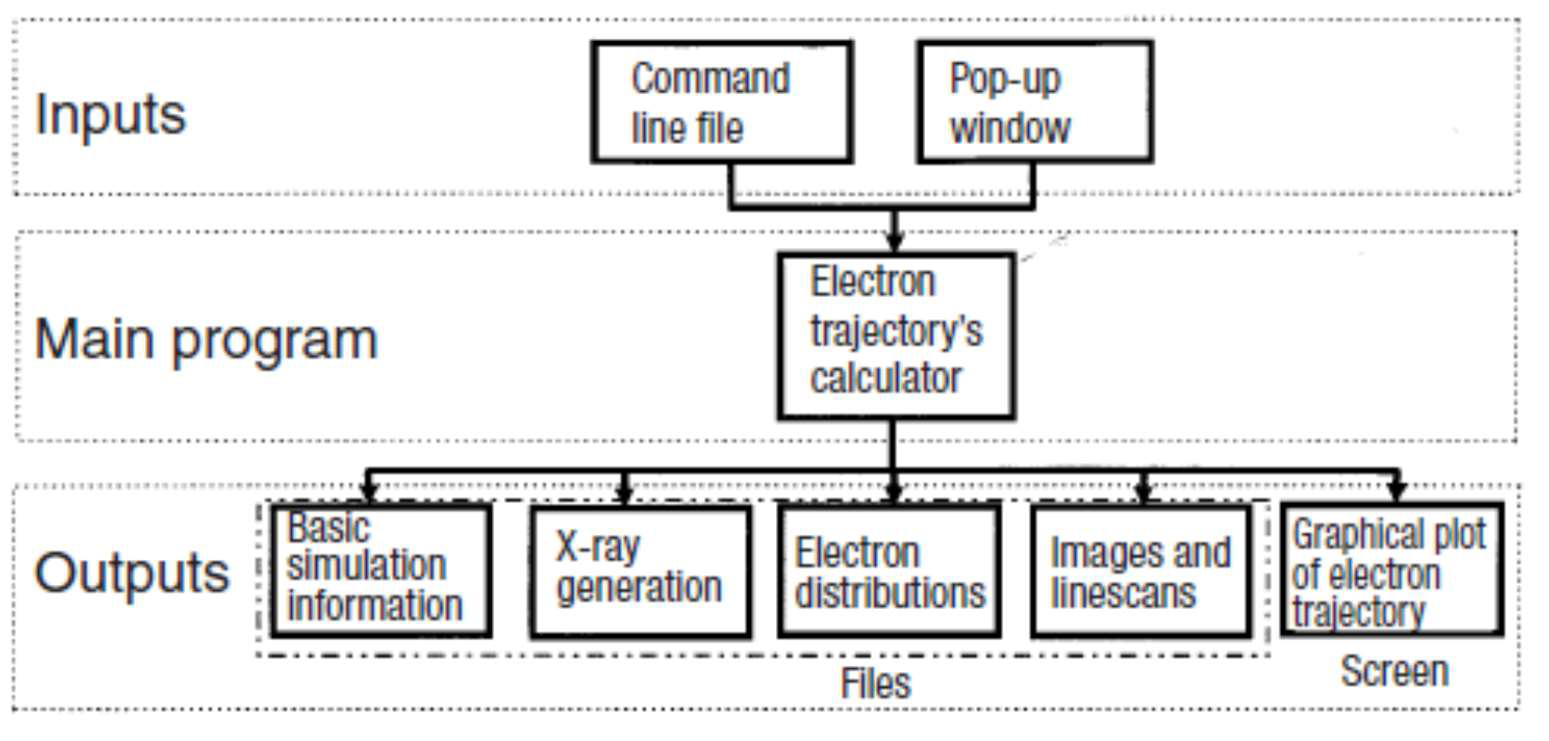 Inputs
Command
line file
Pop-up
window
Main program
Electron
trajectory's
calculator
Outputs
Basic
simulation
information
X-ray
generation
Electron
distributions
Images and
linescans
Graphical plot
of electron
trajectory
Files
Screen